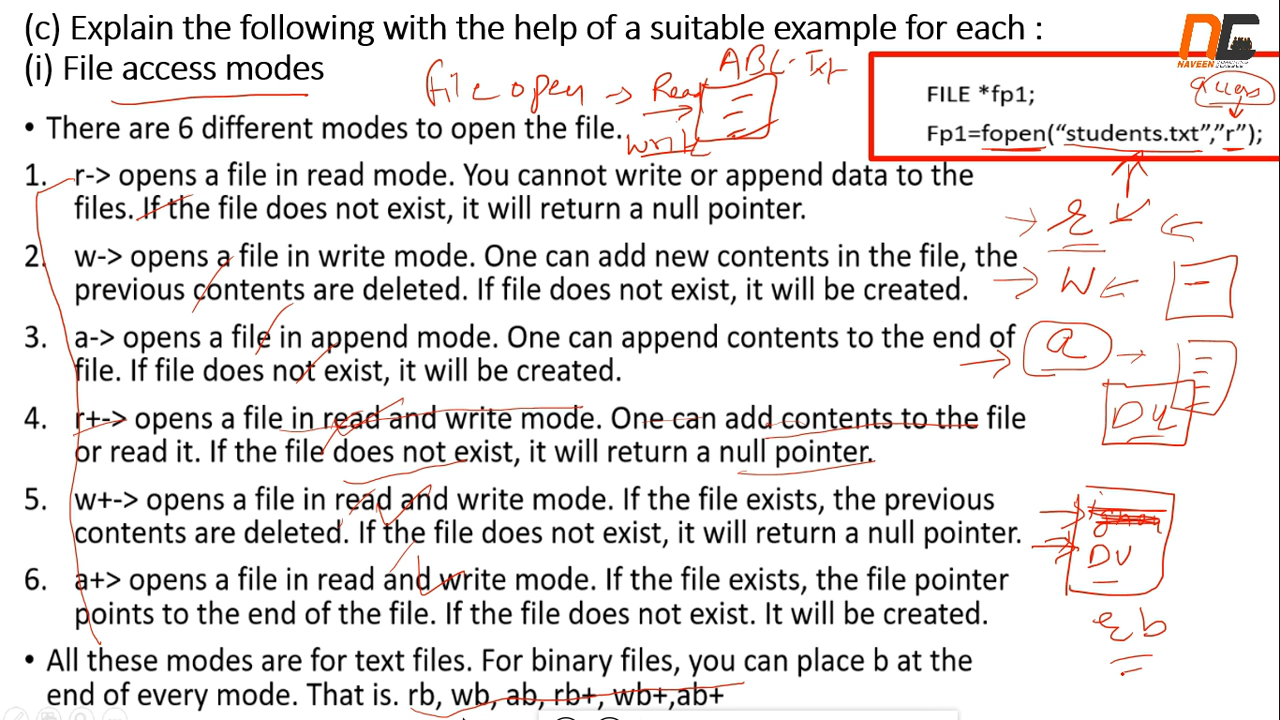 (c) Explain the following with the help of a suitable example for each :
(i) File access modes
File open → Read
write
ABC.Txt
NC
NAVEEN
access
FILE *fp1;
Fp1=fopen("students.txt","r");
• There are 6 different modes to open the file.
1. r-> opens a file in read mode. You cannot write or append data to the
files. If the file does not exist, it will return a null pointer.
2. w-> opens a file in write mode. One can add new contents in the file, the
previous contents are deleted. If file does not exist, it will be created.
3. a-> opens a file in append mode. One can append contents to the end of
file. If file does not exist, it will be created.
4. r+-> opens a file in read and write mode. One can add contents to the file
or read it. If the file does not exist, it will return a null pointer.
5. w+-> opens a file in read and write mode. If the file exists, the previous
contents are deleted. If the file does not exist, it will return a null pointer.
6. a+> opens a file in read and write mode. If the file exists, the file pointer
points to the end of the file. If the file does not exist. It will be created.
• All these modes are for text files. For binary files, you can place b at the
end of every mode. That is. rb, wb, ab, rb+, wb+,ab+
r
W
a
DU
rb